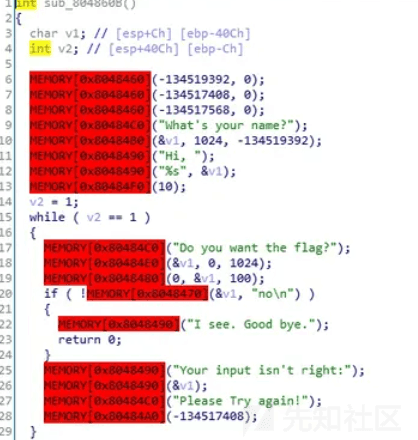 1 int sub_804860B()
2 {
3 char v1; // [esp+Ch] [ebp-40Ch]
4 int v2; // [esp+40Ch] [ebp-Ch]
5
6 MEMORY[0x8048460](-134519392, 0);
7 MEMORY[0x8048460](-134517408, 0);
8 MEMORY[0x8048460](-134517568, 0);
9 MEMORY[0x80484C0]("What's your name?");
10 MEMORY[0x8048480](&v1, 1024, -134519392);
11 MEMORY[0x8048490]("Hi, ");
12 MEMORY[0x8048490]("%s", &v1);
13 MEMORY[0x80484F0](10);
14 v2 = 1;
15 while ( v2 == 1 )
16 {
17 MEMORY[0x80484C0]("Do you want the flag?");
18 MEMORY[0x80484E0](&v1, 0, 1024);
19 MEMORY[0x8048480](0, &v1, 100);
20 if ( !MEMORY[0x8048470](&v1, "no\n") )
21 {
22 MEMORY[0x8048490]("I see. Good bye.");
23 return 0;
24 }
25 MEMORY[0x8048490]("Your input isn't right:");
26 MEMORY[0x8048490](&v1);
27 MEMORY[0x80484C0]("Please Try again!");
28 MEMORY[0x80484A0](-134517408);
29 }
先知社区